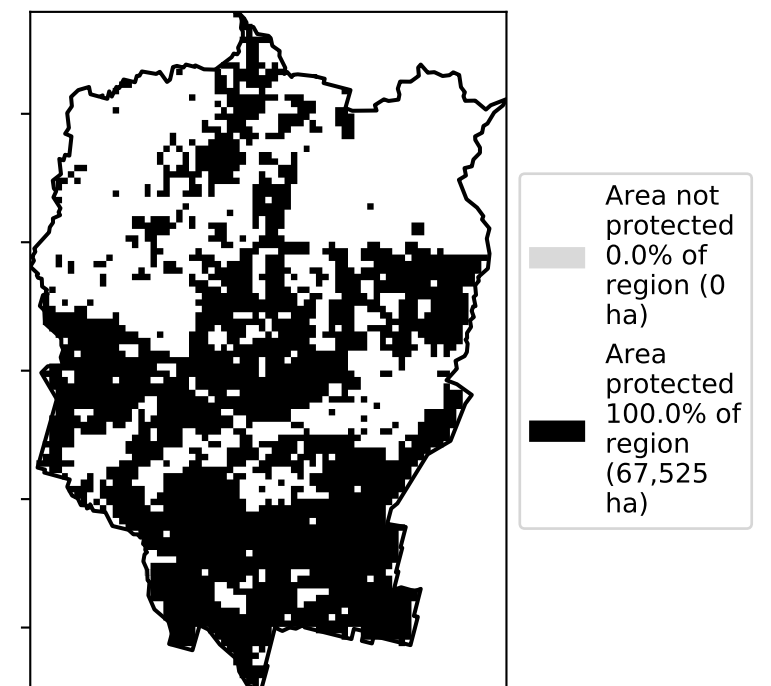 Area not
protected
0.0% of
region (0
ha)
Area
protected
100.0% of
region
(67,525
ha)